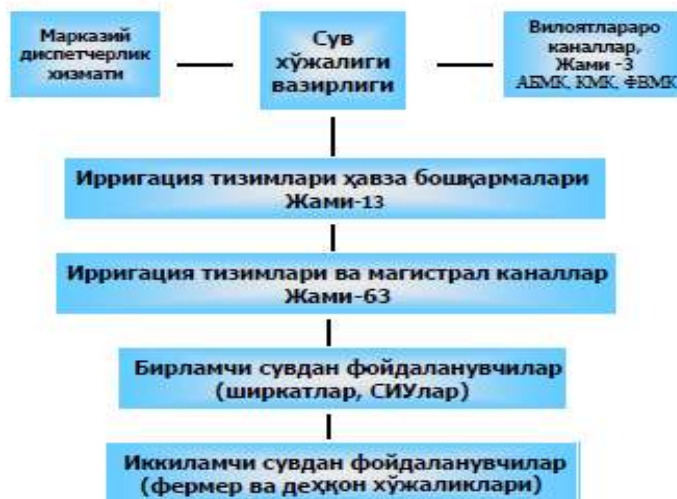 Марказий
диспетчерлик
хизмати
Сув
хўжалиги
вазирлиги
Вилоятлараро
каналлар,
Жами -3
АБМК, КМК, ФВМК
Ирригация тизимлари ҳавза бошқармалари
Жами-13
Ирригация тизимлари ва магистрал каналлар
Жами-63
Бирламчи сувдан фойдаланувчилар
(ширкатлар, СИУлар)
Иккиламчи сувдан фойдаланувчилар
(фермер ва деҳқон хўжаликлари)